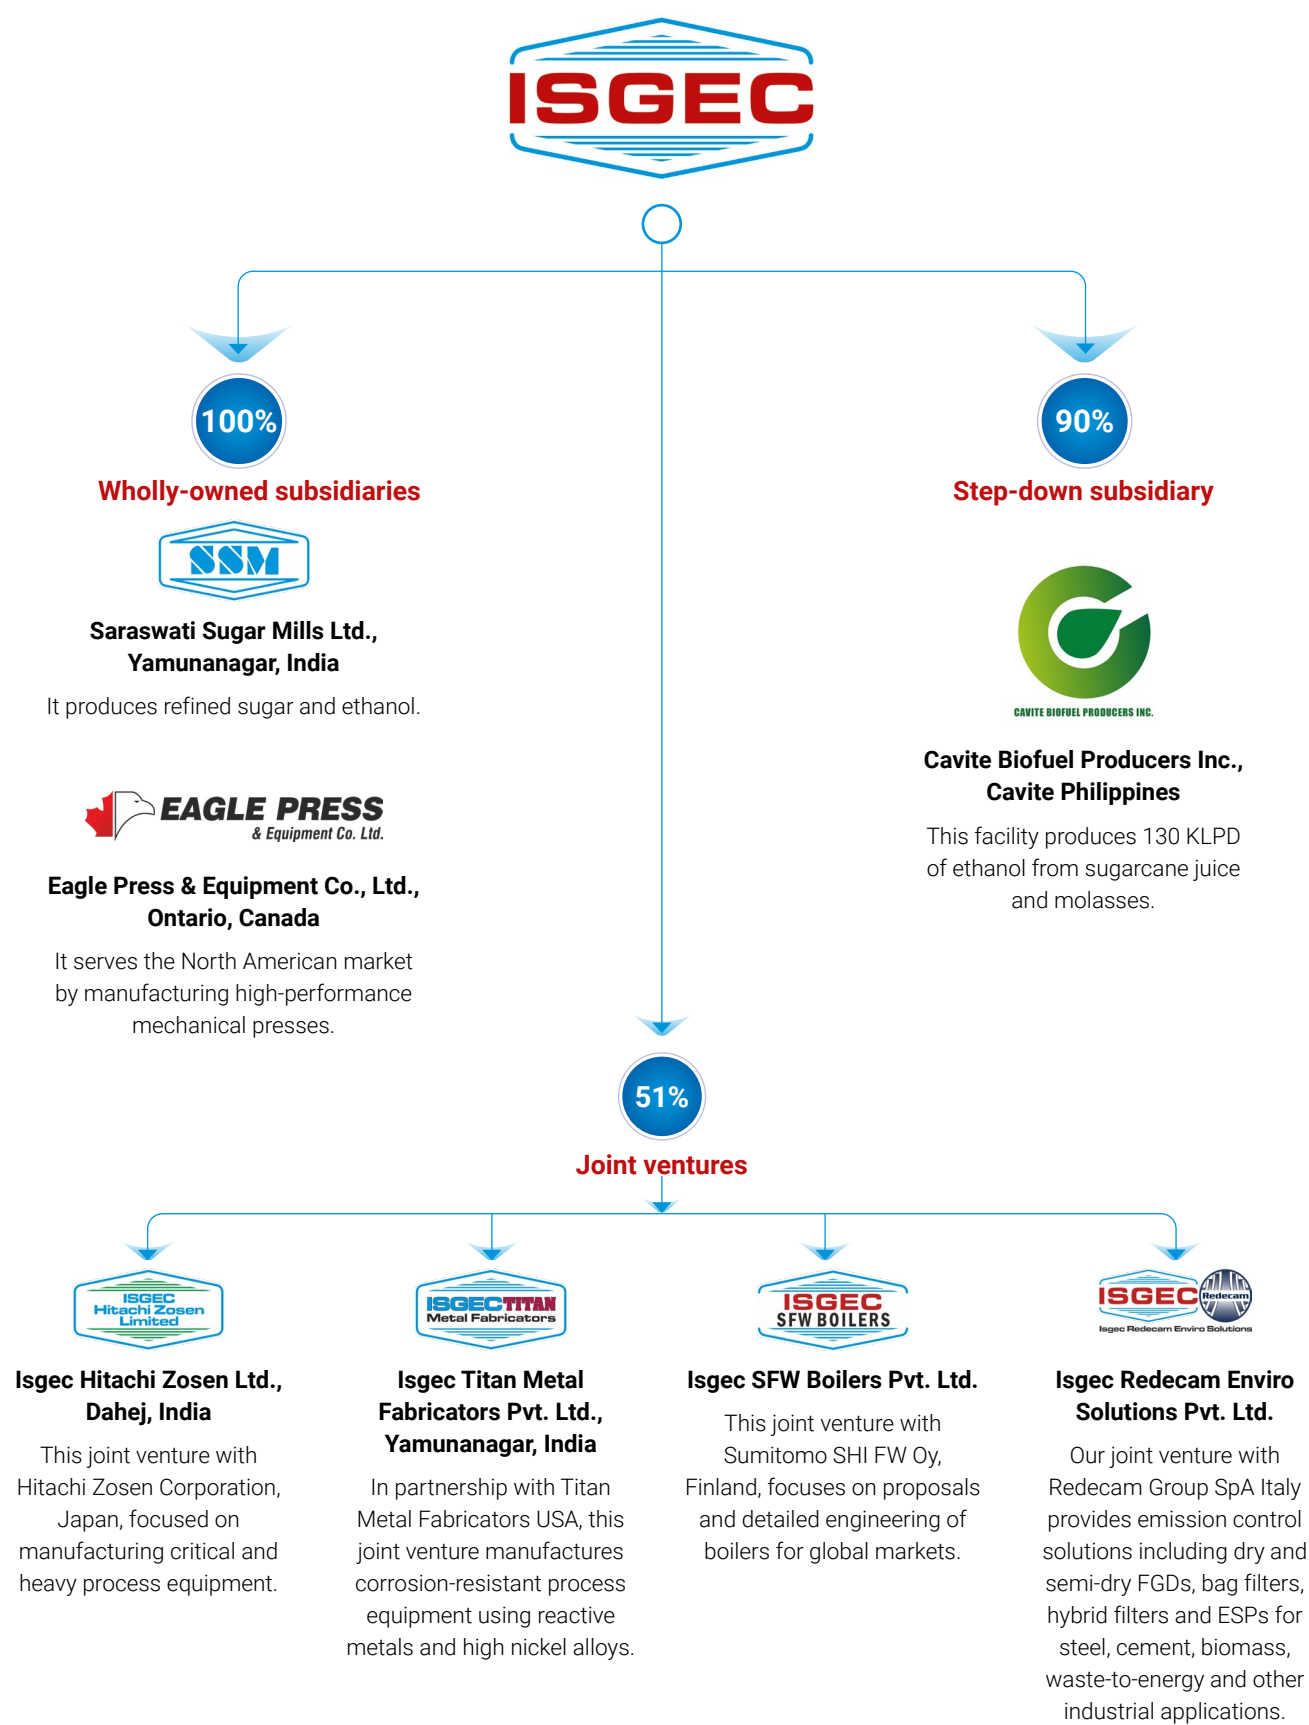 ISGEC
100%
Wholly-owned subsidiaries
SSM
Saraswati Sugar Mills Ltd.,
Yamunanagar, India
It produces refined sugar and ethanol.
EAGLE PRESS
& Equipment Co. Ltd.
Eagle Press & Equipment Co., Ltd.,
Ontario, Canada
It serves the North American market
by manufacturing high-performance
mechanical presses.
90%
Step-down subsidiary
CAVITE BIOFUEL PRODUCERS INC.
Cavite Biofuel Producers Inc.,
Cavite Philippines
This facility produces 130 KLPD
of ethanol from sugarcane juice
and molasses.
51%
Joint ventures
ISGEC
Hitachi Zosen
Limited
Isgec Hitachi Zosen Ltd.,
Dahej, India
This joint venture with
Hitachi Zosen Corporation,
Japan, focused on
manufacturing critical and
heavy process equipment.
ISGECTITAN
Metal Fabricators
Isgec Titan Metal
Fabricators Pvt. Ltd.,
Yamunanagar, India
In partnership with Titan
Metal Fabricators USA, this
joint venture manufactures
corrosion-resistant process
equipment using reactive
metals and high nickel alloys.
ISGEC
SFW BOILERS
Isgec SFW Boilers Pvt. Ltd.
This joint venture with
Sumitomo SHI FW Oy,
Finland, focuses on proposals
and detailed engineering of
boilers for global markets.
ISGEC Redecam
Isgec Redecam Enviro Solutions
Isgec Redecam Enviro
Solutions Pvt. Ltd.
Our joint venture with
Redecam Group SpA Italy
provides emission control
solutions including dry and
semi-dry FGDs, bag filters,
hybrid filters and ESPs for
steel, cement, biomass,
waste-to-energy and other
industrial applications.